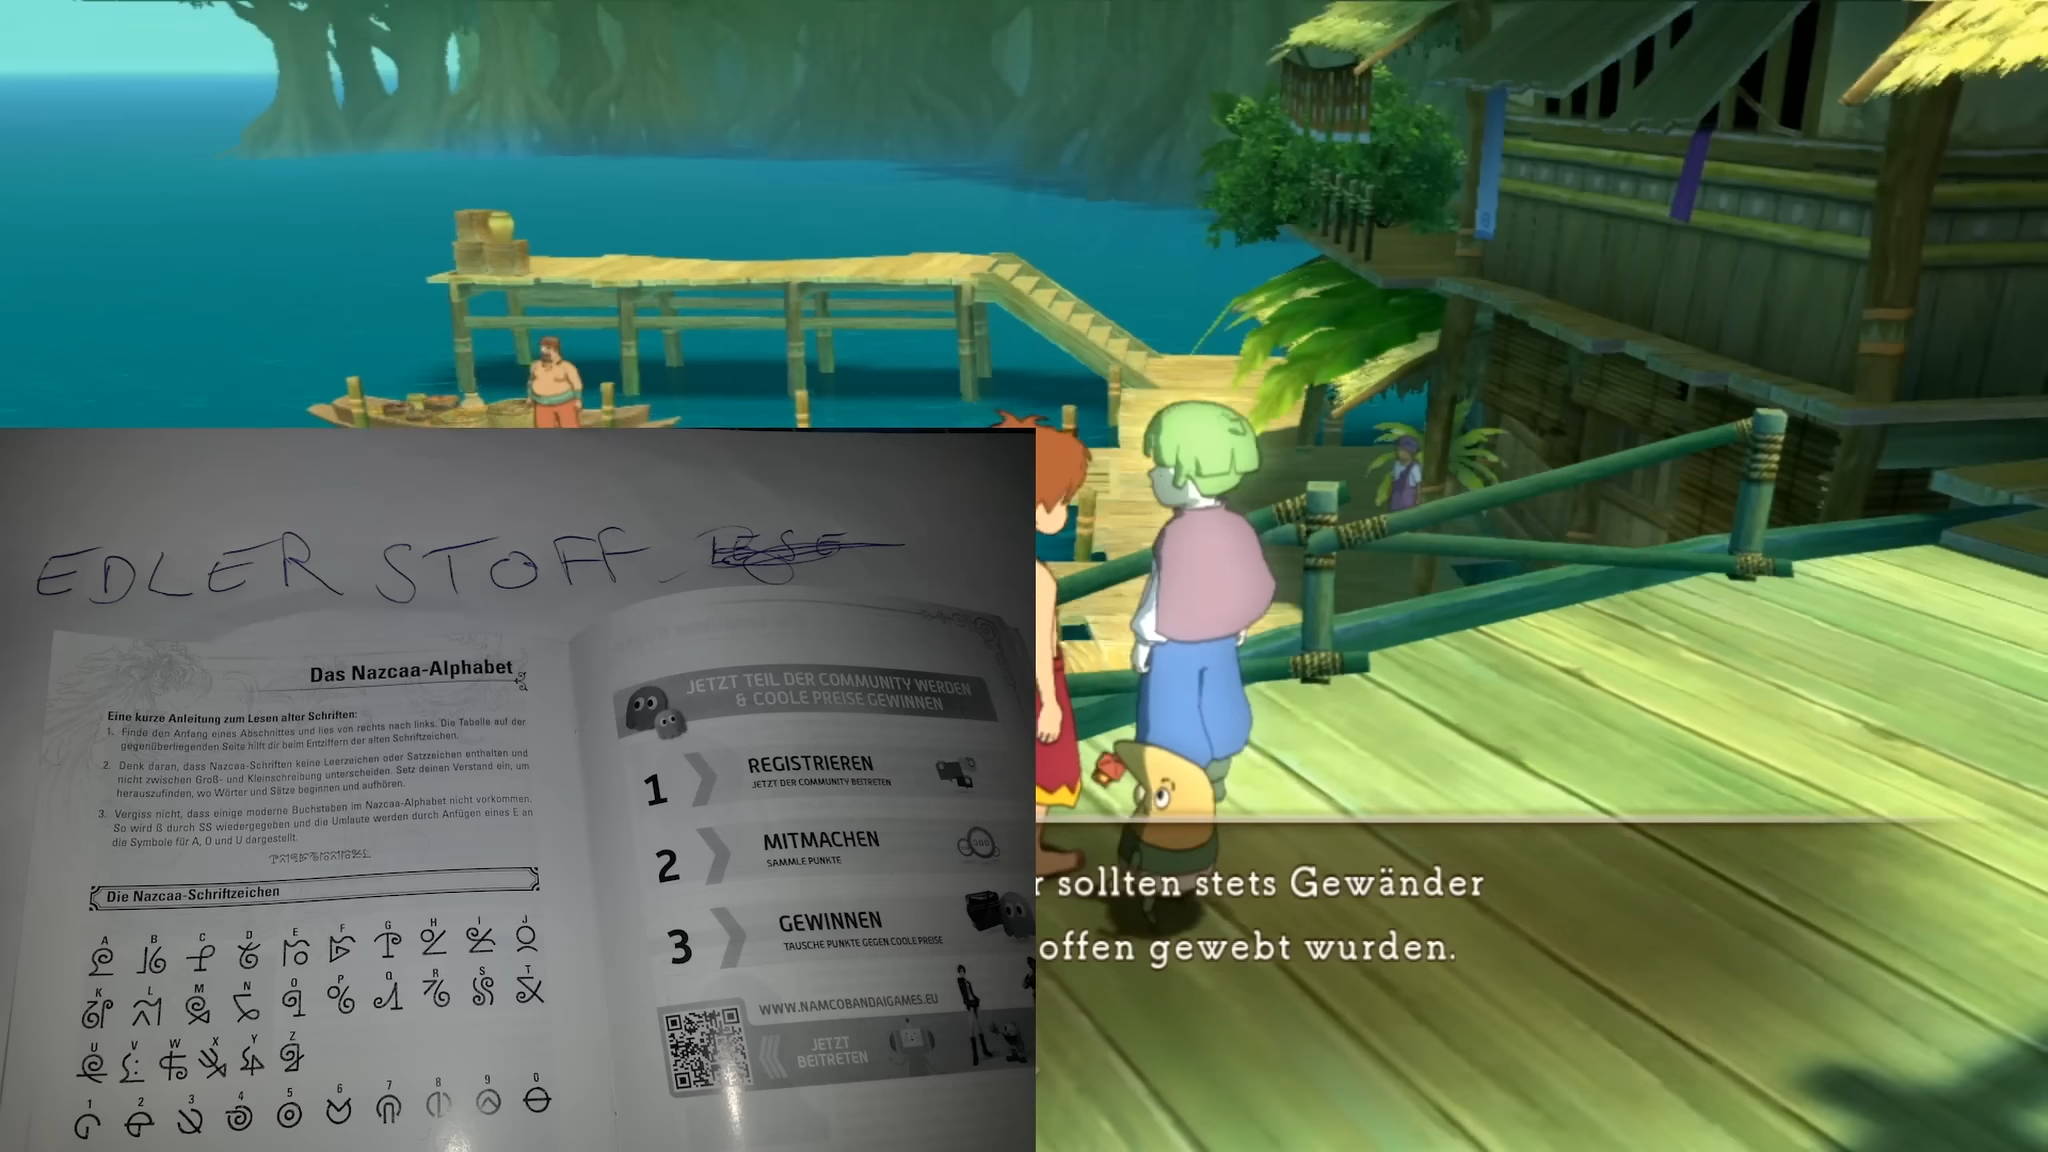 EDLER STOFF.
Das Nazcaa-Alphabet
Eine kurze Anleitung zum Lesen alter Schriften:
1. Finde den Anfang eines Abschnittes und lies von rechts nach links. Die Tabelle auf der
gegenüberliegenden Seite hilft dir beim Entziffern der alten Schriftzeichen.
2. Denk daran, dass Nazcaa-Schriften keine Leerzeichen oder Satzzeichen enthalten und
nicht zwischen Groß- und Kleinschreibung unterscheiden. Setz deinen Verstand ein, um
herauszufinden, wo Wörter und Sätze beginnen und aufhören.
3. Vergiss nicht, dass einige moderne Buchstaben im Nazcaa-Alphabet nicht vorkommen.
So wird ß durch SS wiedergegeben und die Umlaute werden durch Anfügen eines E an
die Symbole für A, O und U dargestellt.
Die Nazcaa-Schriftzeichen
A B C D E F G H I J
K L M N O P Q R S T
U V W X Y Z
1 2 3 4 5 6 7 8 9 0
JETZT TEIL DER COMMUNITY WERDEN
& COOLE PREISE GEWINNEN
1 REGISTRIEREN
JETZT DER COMMUNITY BEITRETEN
2 MITMACHEN
SAMMLE PUNKTE
300
3 GEWINNEN
TAUSCHE PUNKTE GEGEN COOLE PREISE
WWW.NAMCOBANDAIGAMES.EU
JETZT
BEITRETEN
r sollten stets Gewänder
offen gewebt wurden.